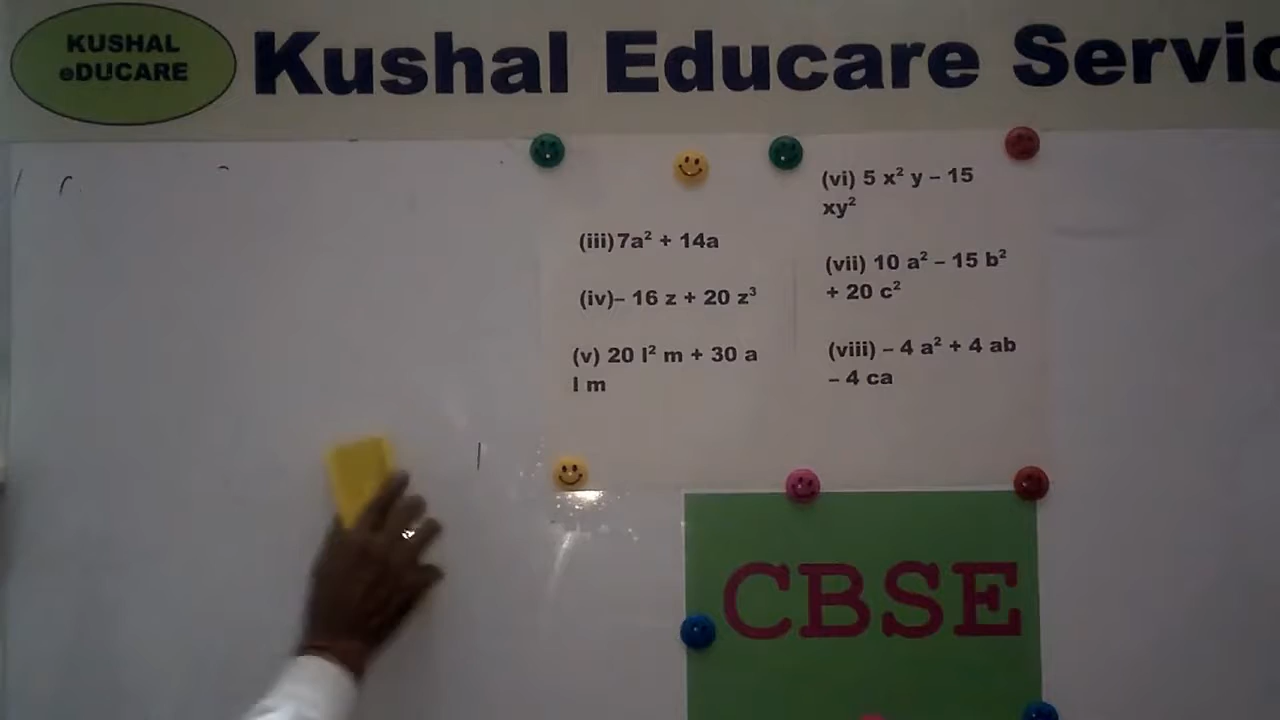 KUSHAL
eDUCARE
Kushal Educare Servic
(iii) 7a² + 14a
(iv)– 16 z + 20 z³
(v) 20 l² m + 30 a
l m
(vi) 5 x² y – 15
xy²
(vii) 10 a² – 15 b²
+ 20 c²
(viii) – 4 a² + 4 ab
– 4 ca
CBSE